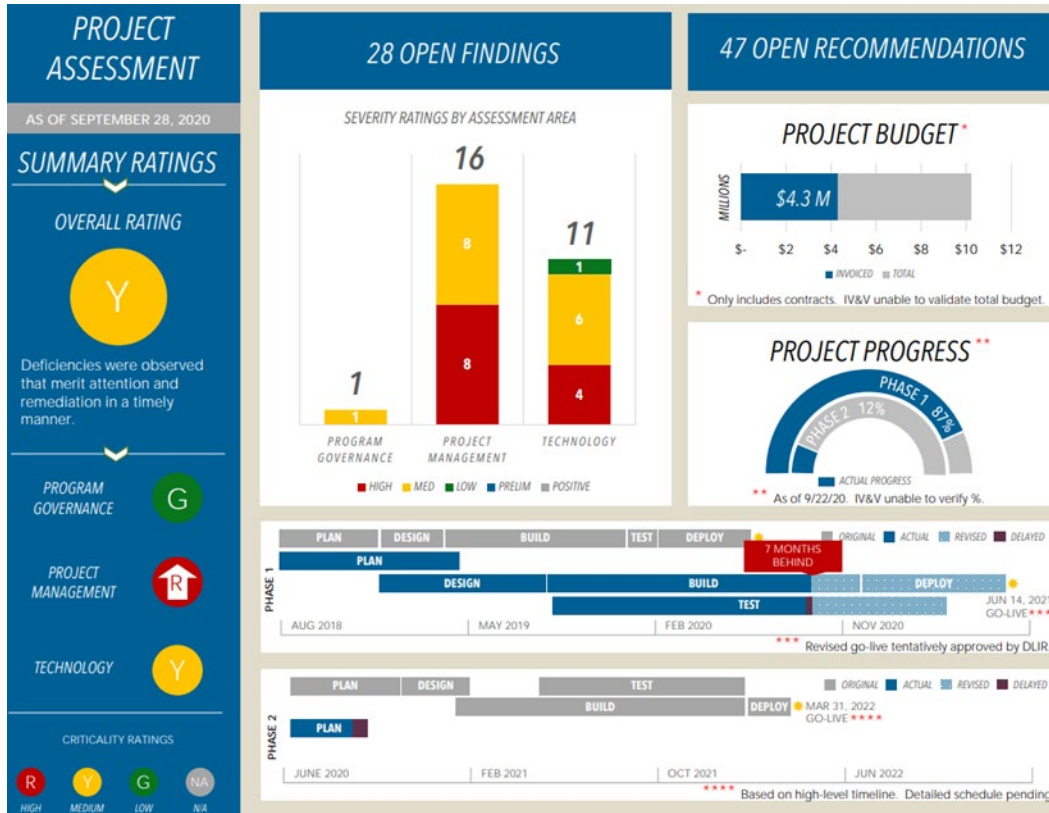 PROJECT
ASSESSMENT
AS OF SEPTEMBER 28, 2020
SUMMARY RATINGS
OVERALL RATING
Y
Deficiencies were observed
that merit attention and
remediation in a timely
manner.
PROGRAM
GOVERNANCE
G
PROJECT
MANAGEMENT
R
TECHNOLOGY
Y
CRITICALITY RATINGS
R Y G NA
HIGH MEDIUM LOW N/A
28 OPEN FINDINGS
SEVERITY RATINGS BY ASSESSMENT AREA
16
8
8
11
1
6
4
1
1
PROGRAM
GOVERNANCE
PROJECT
MANAGEMENT
TECHNOLOGY
HIGH MED LOW PRELIM POSITIVE
47 OPEN RECOMMENDATIONS
PROJECT BUDGET *
MILLIONS
$4.3 M
$- $2 $4 $6 $8 $10 $12
INVOICED TOTAL
* Only includes contracts. IV&V unable to validate total budget.
PROJECT PROGRESS **
PHASE 1 87%
PHASE 2 12%
ACTUAL PROGRESS
** As of 9/22/20. IV&V unable to verify %.
PHASE 1
PLAN DESIGN BUILD TEST DEPLOY
ORIGINAL ACTUAL REVISED DELAYED
7 MONTHS
BEHIND
PLAN
DESIGN BUILD DEPLOY
TEST
JUN 14, 2021
GO-LIVE ***
AUG 2018 MAY 2019 FEB 2020 NOV 2020
*** Revised go-live tentatively approved by DLIR
PHASE 2
PLAN DESIGN TEST
ORIGINAL ACTUAL REVISED DELAYED
BUILD DEPLOY
MAR 31, 2022
GO-LIVE ****
PLAN
JUNE 2020 FEB 2021 OCT 2021 JUN 2022
**** Based on high-level timeline. Detailed schedule pending